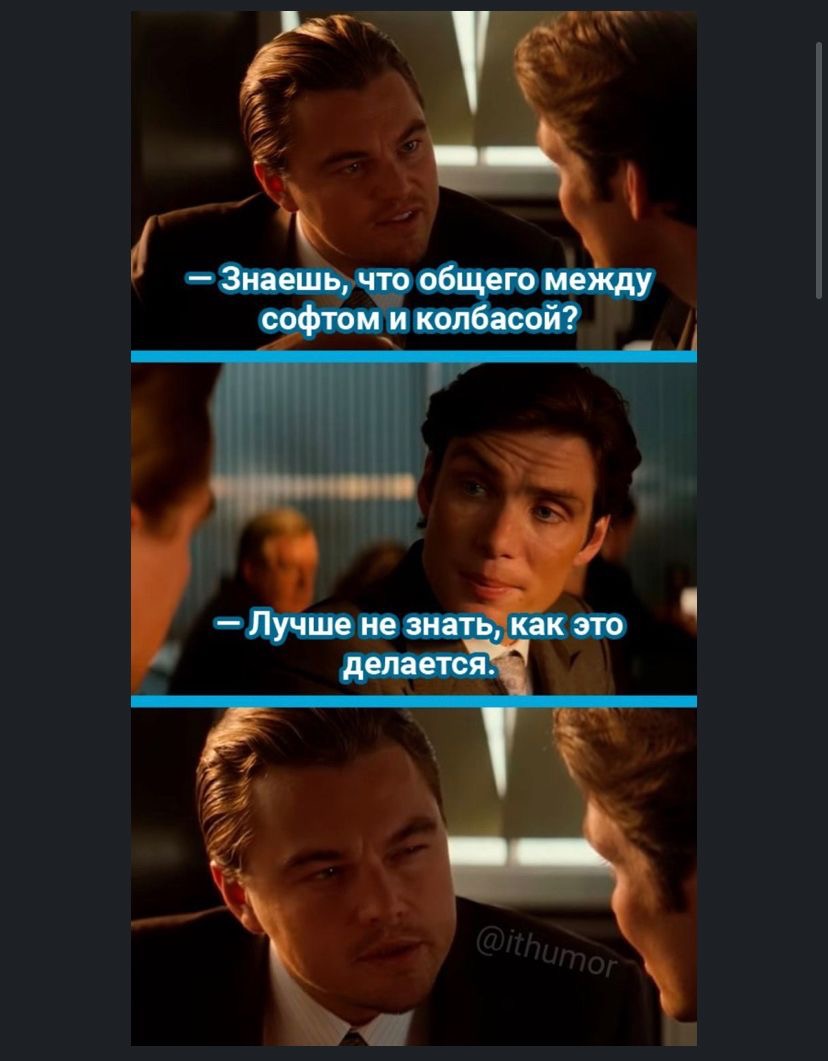 — Знаешь, что общего между
софтом и колбасой?
— Лучше не знать, как это
делается.
@ithumor